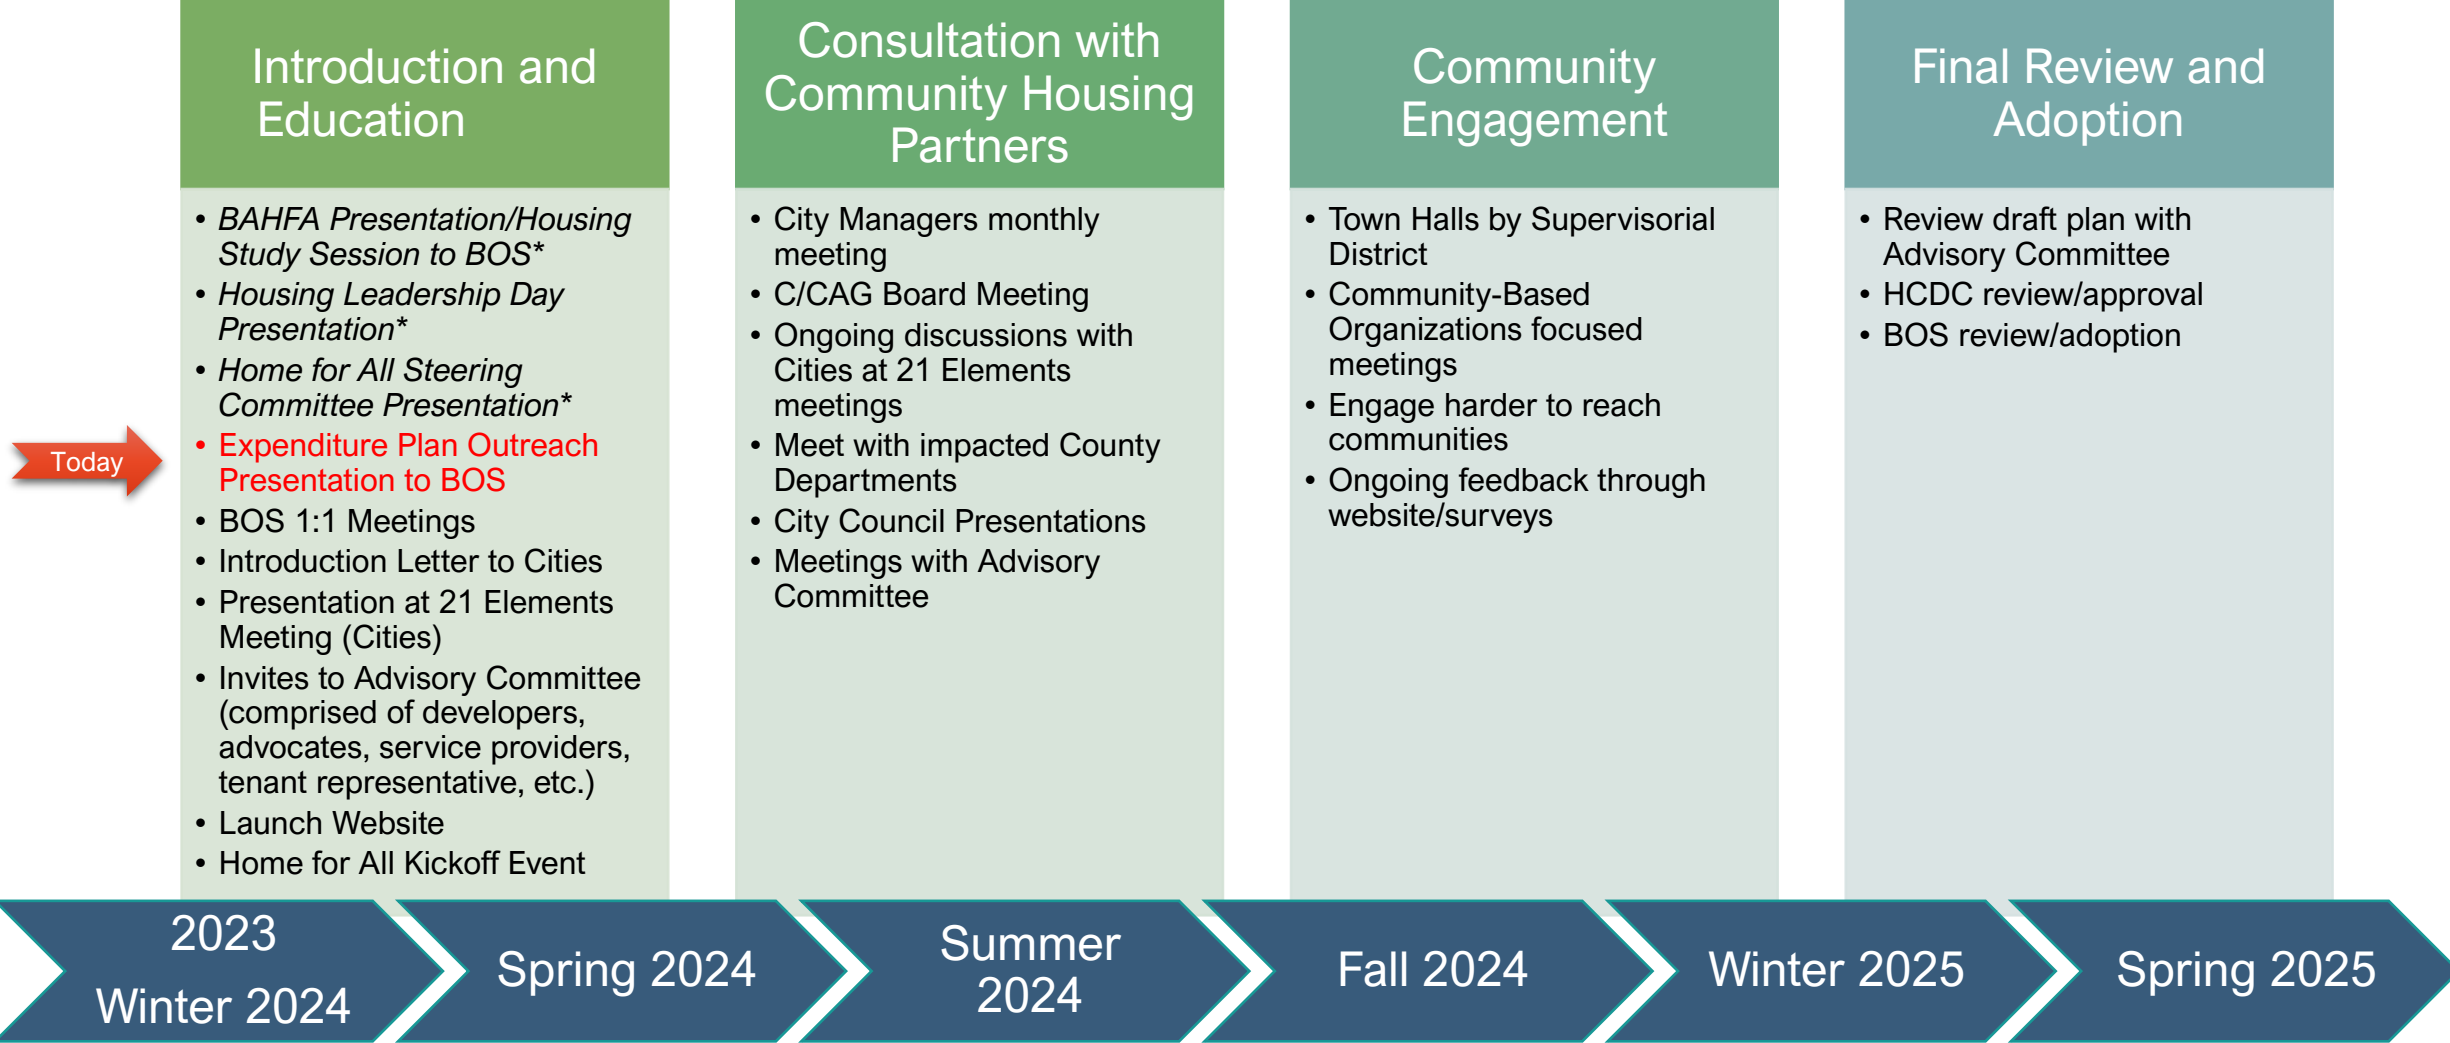 Introduction and
Education
• BAHFA Presentation/Housing
Study Session to BOS*
• Housing Leadership Day
Presentation*
• Home for All Steering
Committee Presentation*
Today
• Expenditure Plan Outreach
Presentation to BOS
• BOS 1:1 Meetings
• Introduction Letter to Cities
• Presentation at 21 Elements
Meeting (Cities)
• Invites to Advisory Committee
(comprised of developers,
advocates, service providers,
tenant representative, etc.)
• Launch Website
• Home for All Kickoff Event
Consultation with
Community Housing
Partners
• City Managers monthly
meeting
• C/CAG Board Meeting
• Ongoing discussions with
Cities at 21 Elements
meetings
• Meet with impacted County
Departments
• City Council Presentations
• Meetings with Advisory
Committee
Community
Engagement
• Town Halls by Supervisorial
District
• Community-Based
Organizations focused
meetings
• Engage harder to reach
communities
• Ongoing feedback through
website/surveys
Final Review and
Adoption
• Review draft plan with
Advisory Committee
• HCDC review/approval
• BOS review/adoption
2023
Winter 2024
Spring 2024
Summer
2024
Fall 2024
Winter 2025
Spring 2025